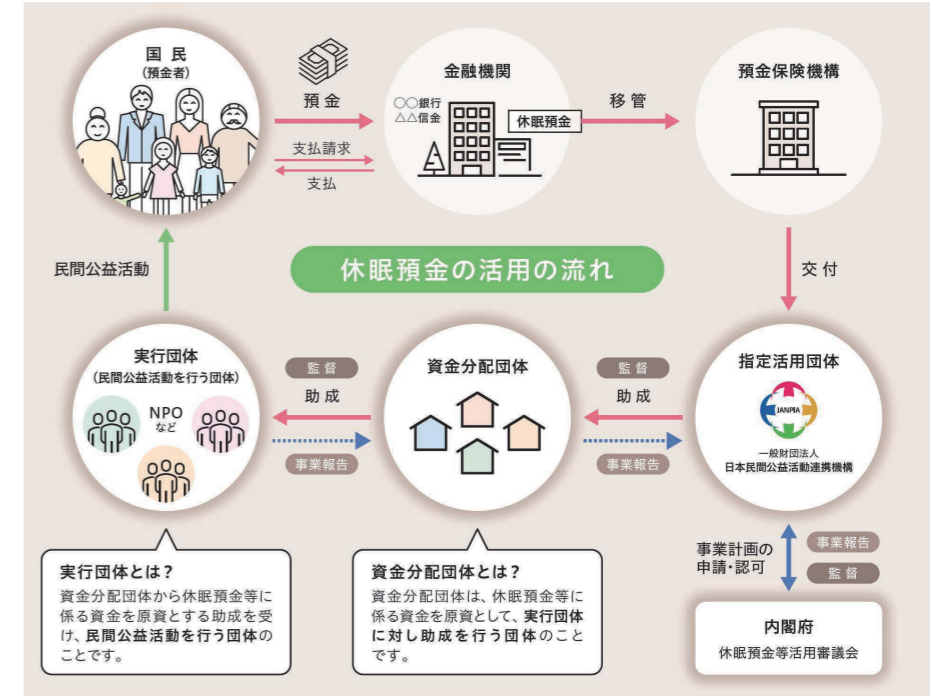 国 民
(預金者)
預 金
支払請求
支払
金融機関
〇〇銀行
△△信金
休眠預金
移 管
預金保険機構
民間公益活動
休眠預金の活用の流れ
交 付
実行団体
(民間公益活動を行う団体)
NPO
など
監 督
助 成
事業報告
資金分配団体
監 督
助 成
事業報告
指定活用団体
JANPIA
一般財団法人
日本民間公益活動連携機構
実行団体とは?
資金分配団体から休眠預金等に
係る資金を原資とする助成を受
け、民間公益活動を行う団体の
ことです。
資金分配団体とは?
資金分配団体は、休眠預金等に
係る資金を原資として、実行団体
に対し助成を行う団体のこと
です。
事業計画の
申請・認可
事業報告
監 督
内閣府
休眠預金等活用審議会